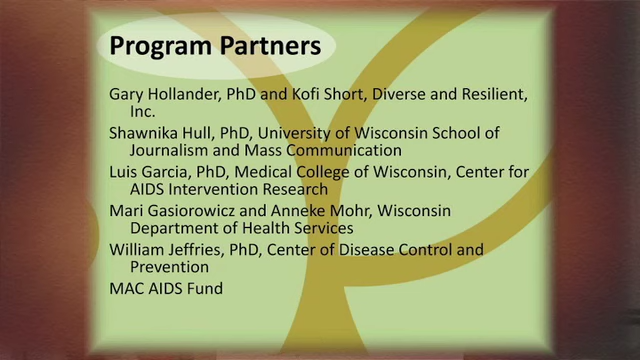 Program Partners
Gary Hollander, PhD and Kofi Short, Diverse and Resilient,
Inc.
Shawnika Hull, PhD, University of Wisconsin School of
Journalism and Mass Communication
Luis Garcia, PhD, Medical College of Wisconsin, Center for
AIDS Intervention Research
Mari Gasiorowicz and Anneke Mohr, Wisconsin
Department of Health Services
William Jeffries, PhD, Center of Disease Control and
Prevention
MAC AIDS Fund